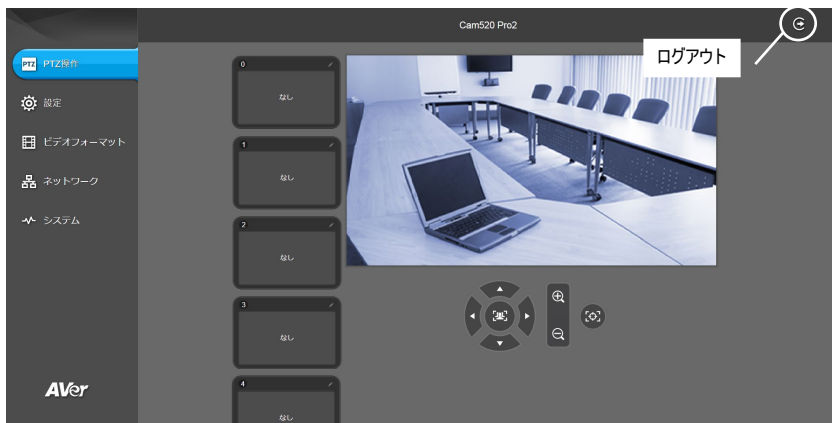 Cam520 Pro2
ログアウト
PTZ PTZ操作
設定
ビデオフォーマット
ネットワーク
システム
AVer
0
なし
1
なし
2
なし
3
なし
4
なし